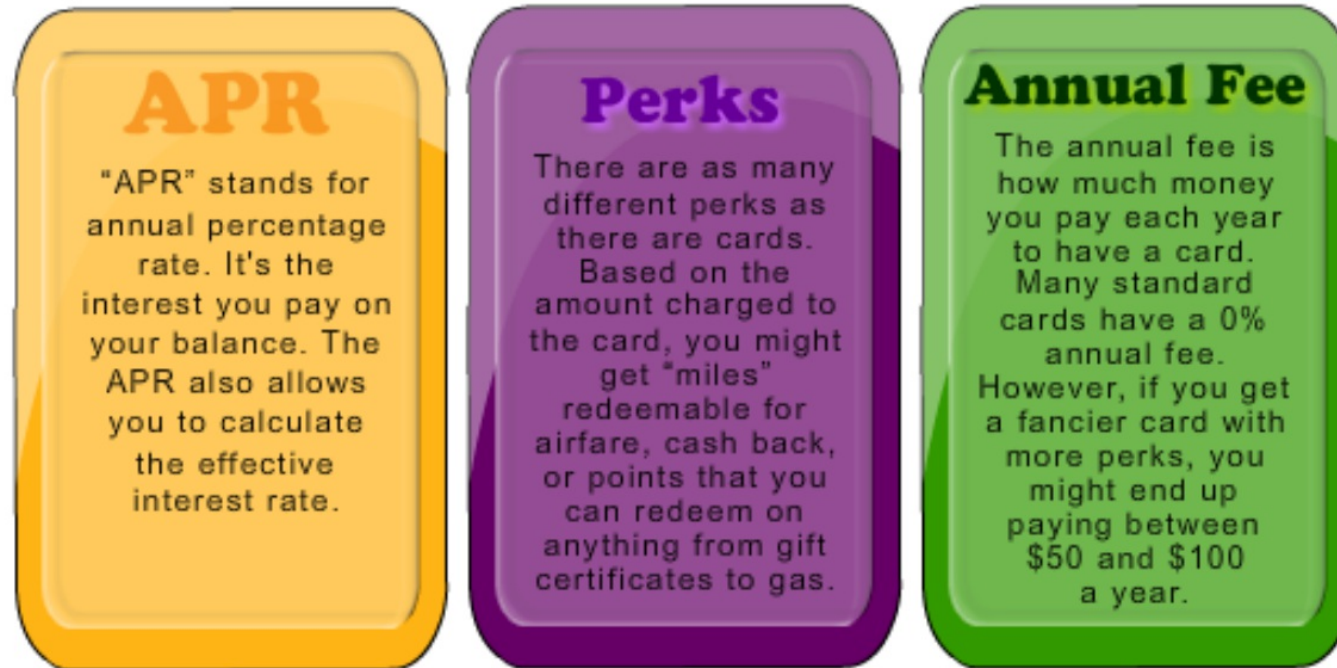 APR
“APR” stands for
annual percentage
rate. It's the
interest you pay on
your balance. The
APR also allows
you to calculate
the effective
interest rate.
Perks
There are as many
different perks as
there are cards.
Based on the
amount charged to
the card, you might
get “miles”
redeemable for
airfare, cash back,
or points that you
can redeem on
anything from gift
certificates to gas.
Annual Fee
The annual fee is
how much money
you pay each year
to have a card.
Many standard
cards have a 0%
annual fee.
However, if you get
a fancier card with
more perks, you
might end up
paying between
$50 and $100
a year.